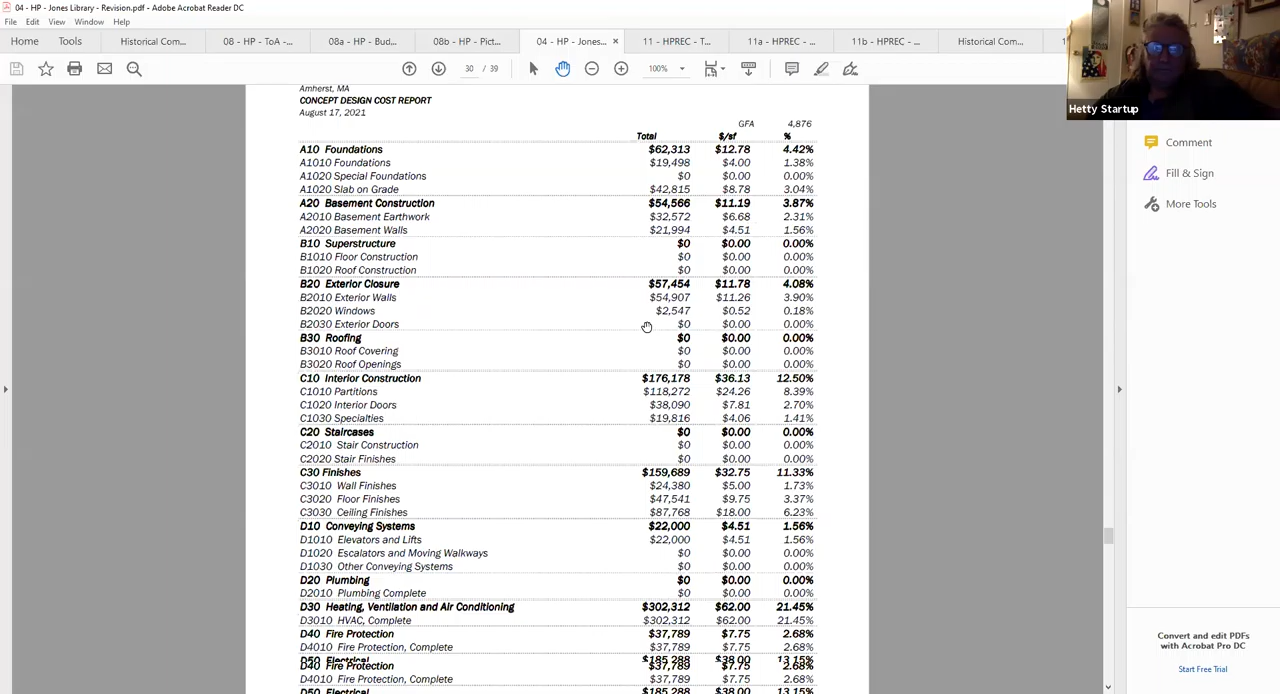 04 - HP - Jones Library - Revision.pdf - Adobe Acrobat Reader DC
File Edit View Window Help
Home Tools Historical Com... 08 - HP - ToA -... 08a - HP - Bud... 08b - HP - Pict... 04 - HP - Jones... × 11 - HPREC - T... 11a - HPREC - ... 11b - HPREC - ... Historical Com...
30 / 39 100%
Hetty Startup
Comment
Fill & Sign
More Tools
Convert and edit PDFs
with Acrobat Pro DC
Start Free Trial
Amherst, MA
CONCEPT DESIGN COST REPORT
August 17, 2021
GFA 4,876
Total $/sf %
A10 Foundations $62,313 $12.78 4.42%
A1010 Foundations $19,498 $4.00 1.38%
A1020 Special Foundations $0 $0.00 0.00%
A1020 Slab on Grade $42,815 $8.78 3.04%
A20 Basement Construction $54,566 $11.19 3.87%
A2010 Basement Earthwork $32,572 $6.68 2.31%
A2020 Basement Walls $21,994 $4.51 1.56%
B10 Superstructure $0 $0.00 0.00%
B1010 Floor Construction $0 $0.00 0.00%
B1020 Roof Construction $0 $0.00 0.00%
B20 Exterior Closure $57,454 $11.78 4.08%
B2010 Exterior Walls $54,907 $11.26 3.90%
B2020 Windows $2,547 $0.52 0.18%
B2030 Exterior Doors $0 $0.00 0.00%
B30 Roofing $0 $0.00 0.00%
B3010 Roof Covering $0 $0.00 0.00%
B3020 Roof Openings $0 $0.00 0.00%
C10 Interior Construction $176,178 $36.13 12.50%
C1010 Partitions $118,272 $24.26 8.39%
C1020 Interior Doors $38,090 $7.81 2.70%
C1030 Specialties $19,816 $4.06 1.41%
C20 Staircases $0 $0.00 0.00%
C2010 Stair Construction $0 $0.00 0.00%
C2020 Stair Finishes $0 $0.00 0.00%
C30 Finishes $159,689 $32.75 11.33%
C3010 Wall Finishes $24,380 $5.00 1.73%
C3020 Floor Finishes $47,541 $9.75 3.37%
C3030 Ceiling Finishes $87,768 $18.00 6.23%
D10 Conveying Systems $22,000 $4.51 1.56%
D1010 Elevators and Lifts $22,000 $4.51 1.56%
D1020 Escalators and Moving Walkways $0 $0.00 0.00%
D1030 Other Conveying Systems $0 $0.00 0.00%
D20 Plumbing $0 $0.00 0.00%
D2010 Plumbing Complete $0 $0.00 0.00%
D30 Heating, Ventilation and Air Conditioning $302,312 $62.00 21.45%
D3010 HVAC, Complete $302,312 $62.00 21.45%
D40 Fire Protection $37,789 $7.75 2.68%
D4010 Fire Protection, Complete $37,789 $7.75 2.68%
D50 Electrical $185,288 $38.00 13.15%
D40 Fire Protection $37,789 $7.75 2.68%
D4010 Fire Protection, Complete $37,789 $7.75 2.68%
D50 Electrical $185,288 $38.00 13.15%